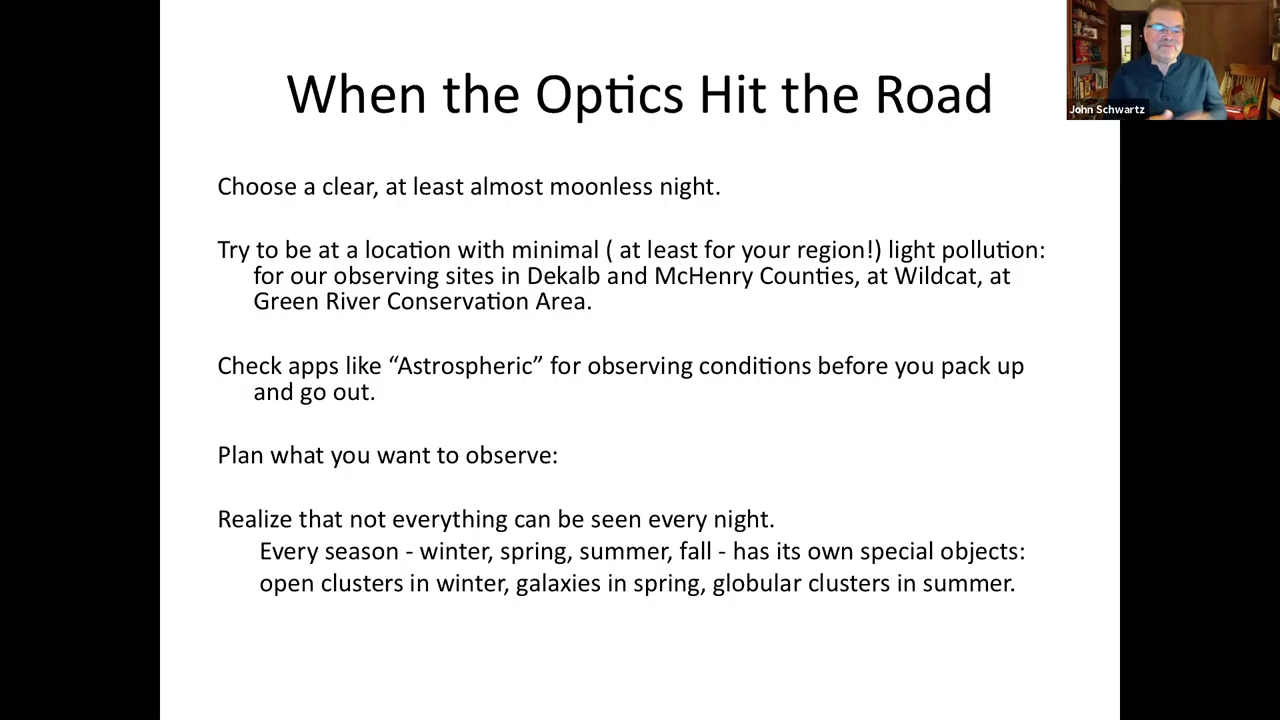 When the Optics Hit the Road
John Schwartz
Choose a clear, at least almost moonless night.
Try to be at a location with minimal ( at least for your region!) light pollution:
for our observing sites in Dekalb and McHenry Counties, at Wildcat, at
Green River Conservation Area.
Check apps like “Astrospheric” for observing conditions before you pack up
and go out.
Plan what you want to observe:
Realize that not everything can be seen every night.
Every season - winter, spring, summer, fall - has its own special objects:
open clusters in winter, galaxies in spring, globular clusters in summer.